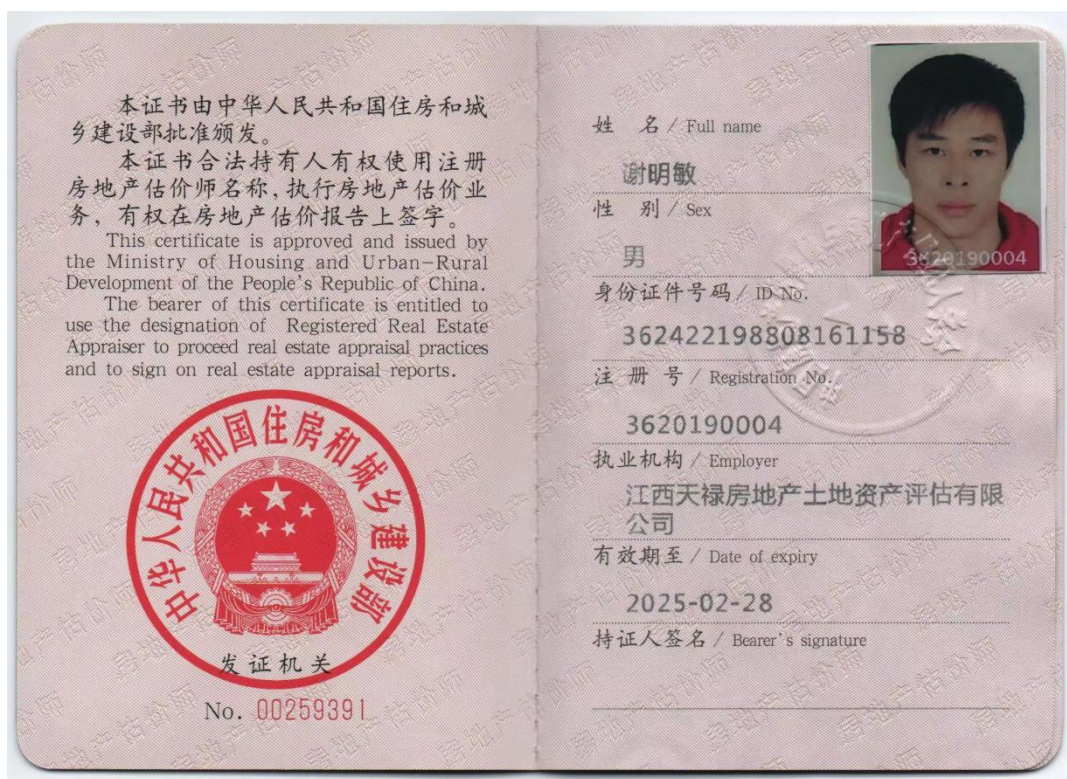 本证书由中华人民共和国住房和城
乡建设部批准颁发。
本证书合法持有人有权使用注册
房地产估价师名称，执行房地产估价业
务，有权在房地产估价报告上签字。
This certificate is approved and issued by
the Ministry of Housing and Urban-Rural
Development of the People's Republic of China.
The bearer of this certificate is entitled to
use the designation of Registered Real Estate
Appraiser to proceed real estate appraisal practices
and to sign on real estate appraisal reports.
中华人民共和国住房和城乡建设部
发证机关
No. 00259391
姓 名 / Full name
谢明敏
性 别 / Sex
男
3620190004
身份证件号码 / ID No.
362422198808161158
注 册 号 / Registration No.
3620190004
执业机构 / Employer
江西天禄房地产土地资产评估有限
公司
有效期至 / Date of expiry
2025-02-28
持证人签名 / Bearer's signature
房地产估价师